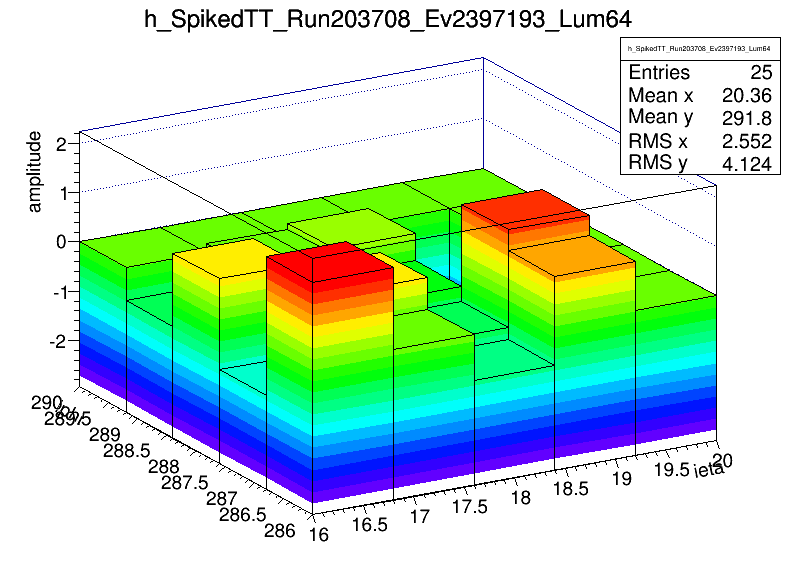 h_SpikedTT_Run203708_Ev2397193_Lum64
h_SpikedTT_Run203708_Ev2397193_Lum64
Entries 25
Mean x 20.36
Mean y 291.8
RMS x 2.552
RMS y 4.124
amplitude
2
1
0
-1
-2
290
289.5
289
288.5
288
287.5
287
286.5
286
16
16.5
17
17.5
18
18.5
19
19.5
20
ieta